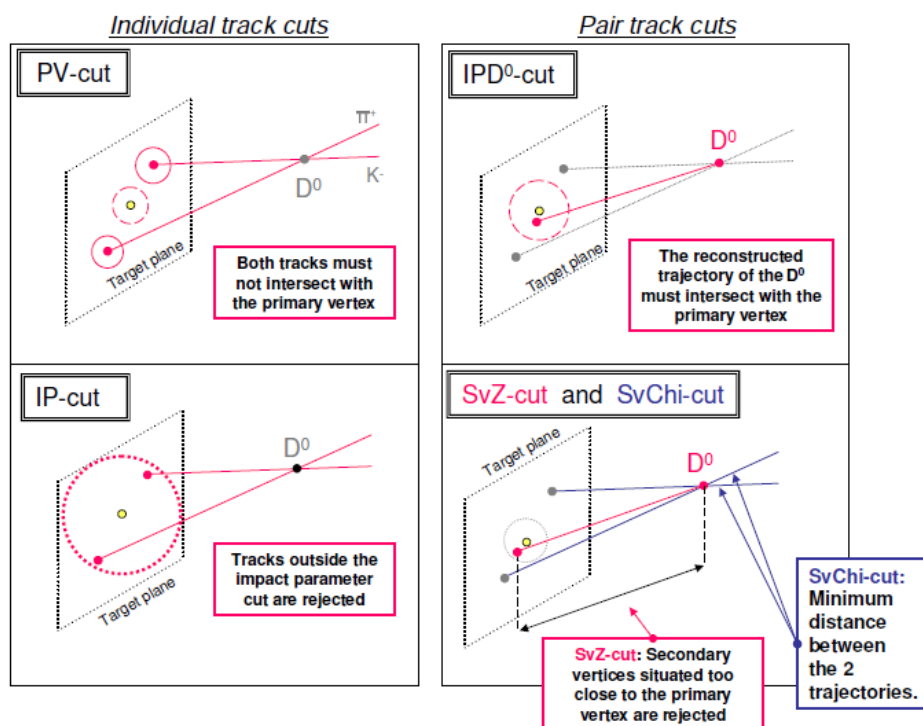 Individual track cuts
PV-cut
π⁺
K⁻
D⁰
Target plane
Both tracks must
not intersect with
the primary vertex
Pair track cuts
IPD⁰-cut
D⁰
Target plane
The reconstructed
trajectory of the D⁰
must intersect with the
primary vertex
IP-cut
D⁰
Target plane
Tracks outside the
impact parameter
cut are rejected
SvZ-cut and SvChi-cut
Target plane
D⁰
SvZ-cut: Secondary
vertices situated too
close to the primary
vertex are rejected
SvChi-cut:
Minimum
distance
between
the 2
trajectories.